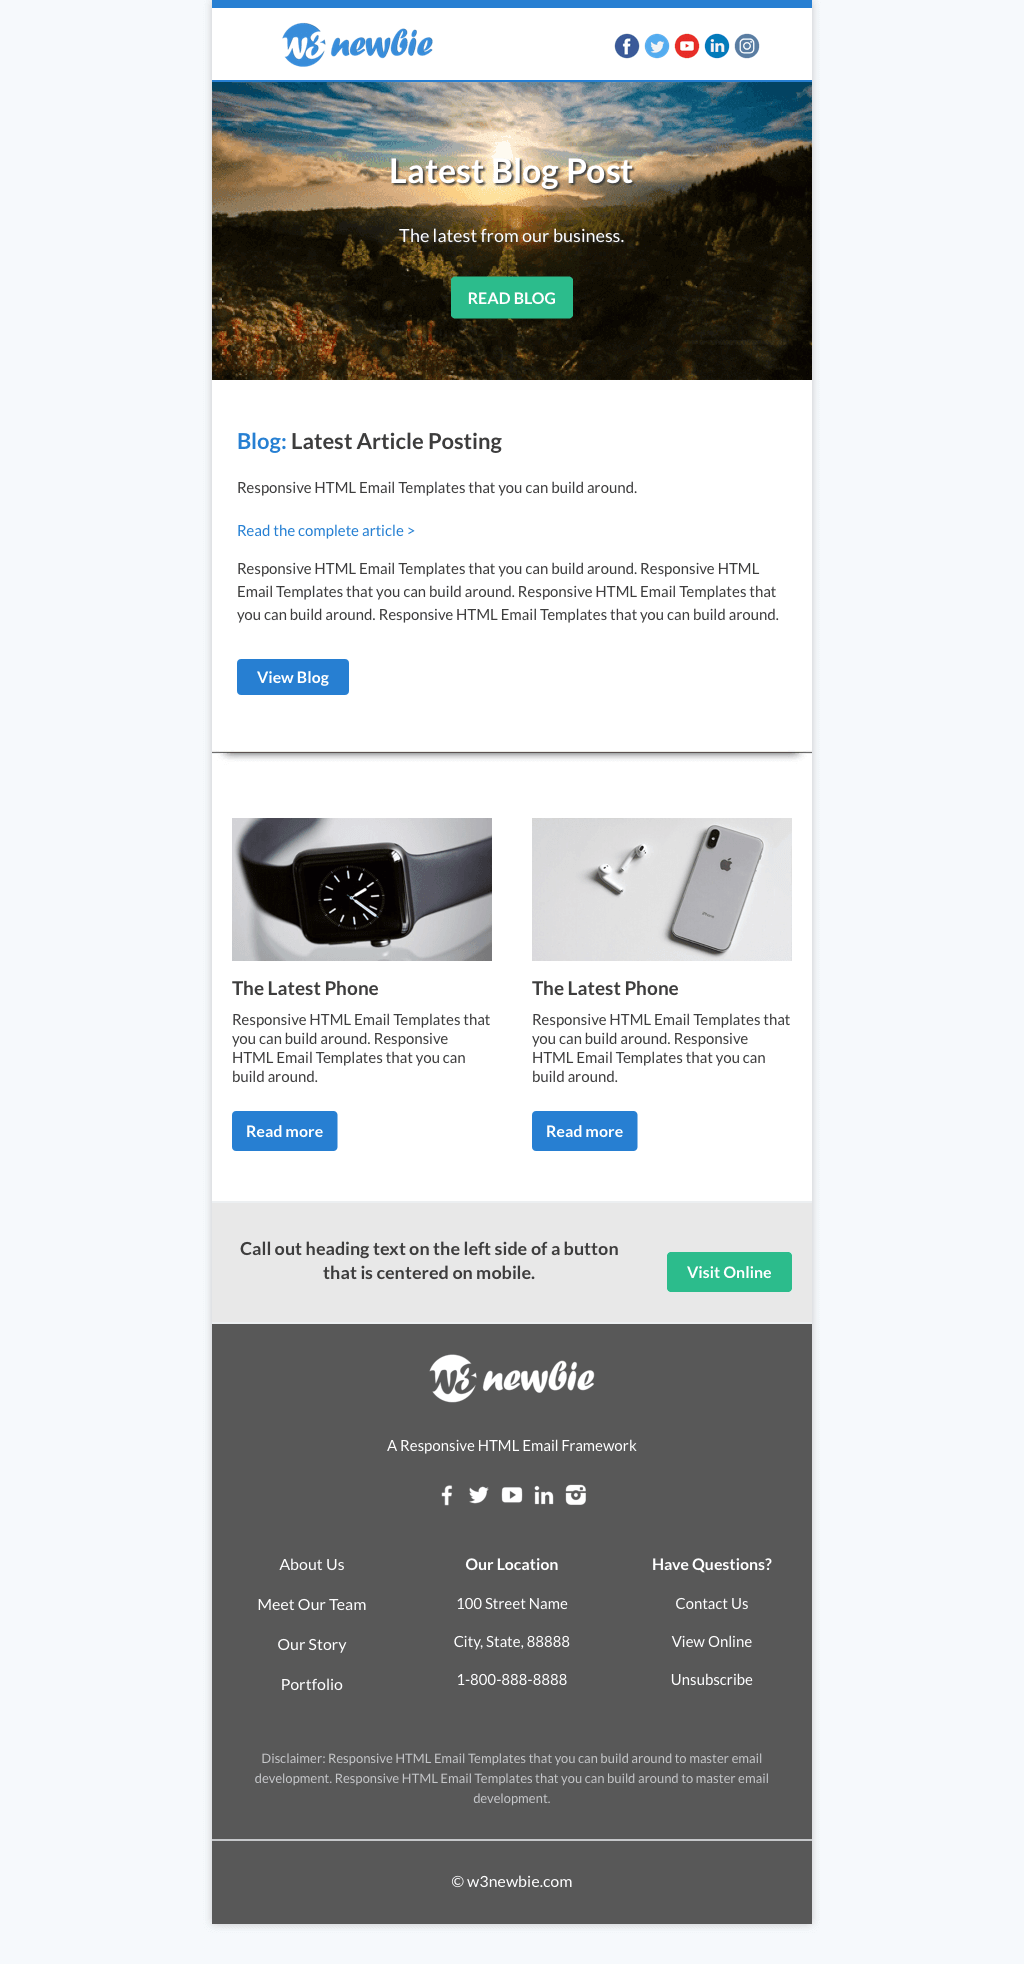 W3 newbie
Latest Blog Post
The latest from our business.
READ BLOG
Blog: Latest Article Posting
Responsive HTML Email Templates that you can build around.
Read the complete article >
Responsive HTML Email Templates that you can build around. Responsive HTML
Email Templates that you can build around. Responsive HTML Email Templates that
you can build around. Responsive HTML Email Templates that you can build around.
View Blog
The Latest Phone
Responsive HTML Email Templates that
you can build around. Responsive
HTML Email Templates that you can
build around.
Read more
iPhone
The Latest Phone
Responsive HTML Email Templates that
you can build around. Responsive
HTML Email Templates that you can
build around.
Read more
Call out heading text on the left side of a button
that is centered on mobile.
Visit Online
W3 newbie
A Responsive HTML Email Framework
About Us
Meet Our Team
Our Story
Portfolio
Our Location
100 Street Name
City, State, 88888
1-800-888-8888
Have Questions?
Contact Us
View Online
Unsubscribe
Disclaimer: Responsive HTML Email Templates that you can build around to master email
development. Responsive HTML Email Templates that you can build around to master email
development.
© w3newbie.com